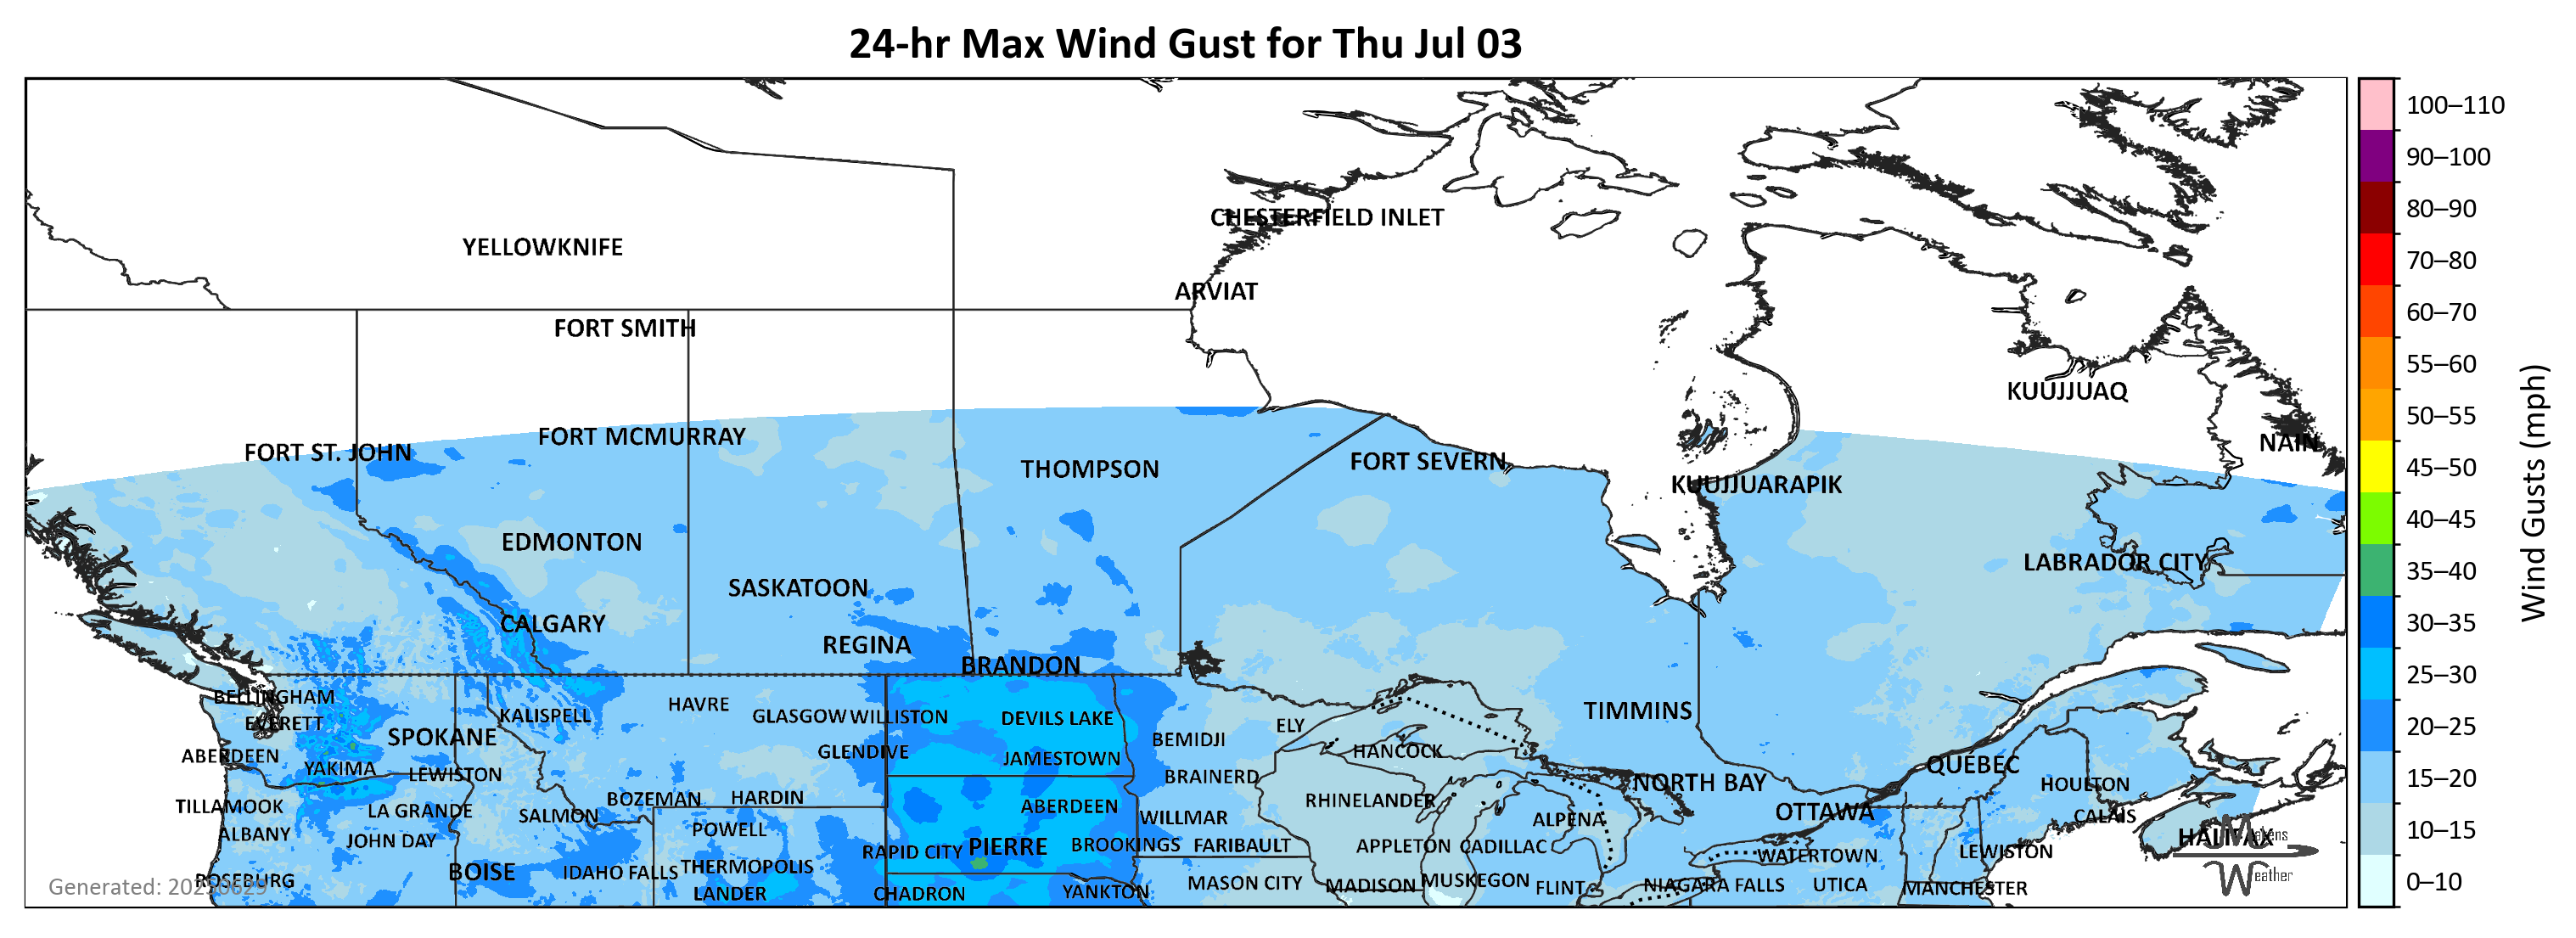 24-hr Max Wind Gust for Thu Jul 03
100–110
90–100
80–90
70–80
60–70
55–60
50–55
45–50
40–45
35–40
30–35
25–30
20–25
15–20
10–15
0–10
Wind Gusts (mph)
CHESTERFIELD INLET
YELLOWKNIFE
ARVIAT
FORT SMITH
KUUJJUAQ
FORT MCMURRAY
NAIN
FORT ST. JOHN
FORT SEVERN
THOMPSON
KUUJJUARAPIK
EDMONTON
LABRADOR CITY
SASKATOON
CALGARY
REGINA
BRANDON
BELLINGHAM
HAVRE
TIMMINS
KALISPELL
GLASGOW WILLISTON
DEVILS LAKE
EVERETT
ELY
SPOKANE
BEMIDJI
GLENDIVE
HANCOCK
ABERDEEN
JAMESTOWN
QUÉBEC
YAKIMA
LEWISTON
BRAINERD
NORTH BAY
HOULTON
BOZEMAN
HARDIN
RHINELANDER
TILLAMOOK
ABERDEEN
LA GRANDE
OTTAWA
SALMON
WILLMAR
CALAIS
ALPENA
POWELL
ALBANY
HALIFAX
Makens
JOHN DAY
BROOKINGS
FARIBAULT
APPLETON
CADILLAC
PIERRE
RAPID CITY
LEWISTON
WATERTOWN
THERMOPOLIS
BOISE
IDAHO FALLS
Weather
ROSEBURG
MUSKEGON
MASON CITY
MADISON
NIAGARA FALLS
UTICA
Generated: 20250629
FLINT
MANCHESTER
YANKTON
LANDER
CHADRON